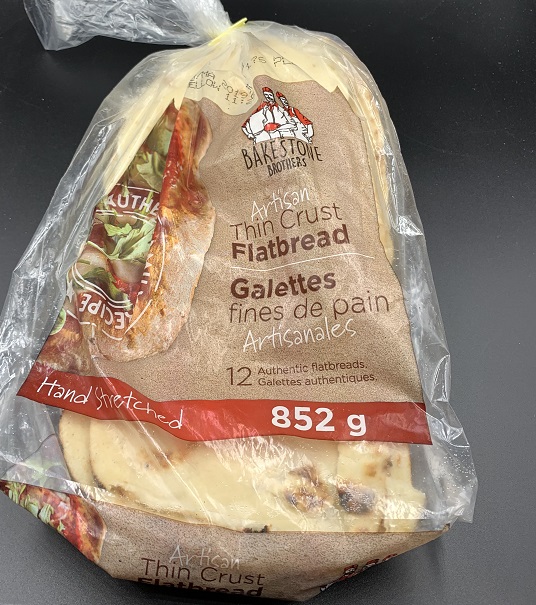 BAKESTONE
BROTHERS
Artisan
Thin Crust
Flatbread
Galettes
fines de pain
Artisanales
12 Authentic flatbreads
Galettes authentiques
Hand Stretched
852 g
Artisan
Thin Crust
Flatbread